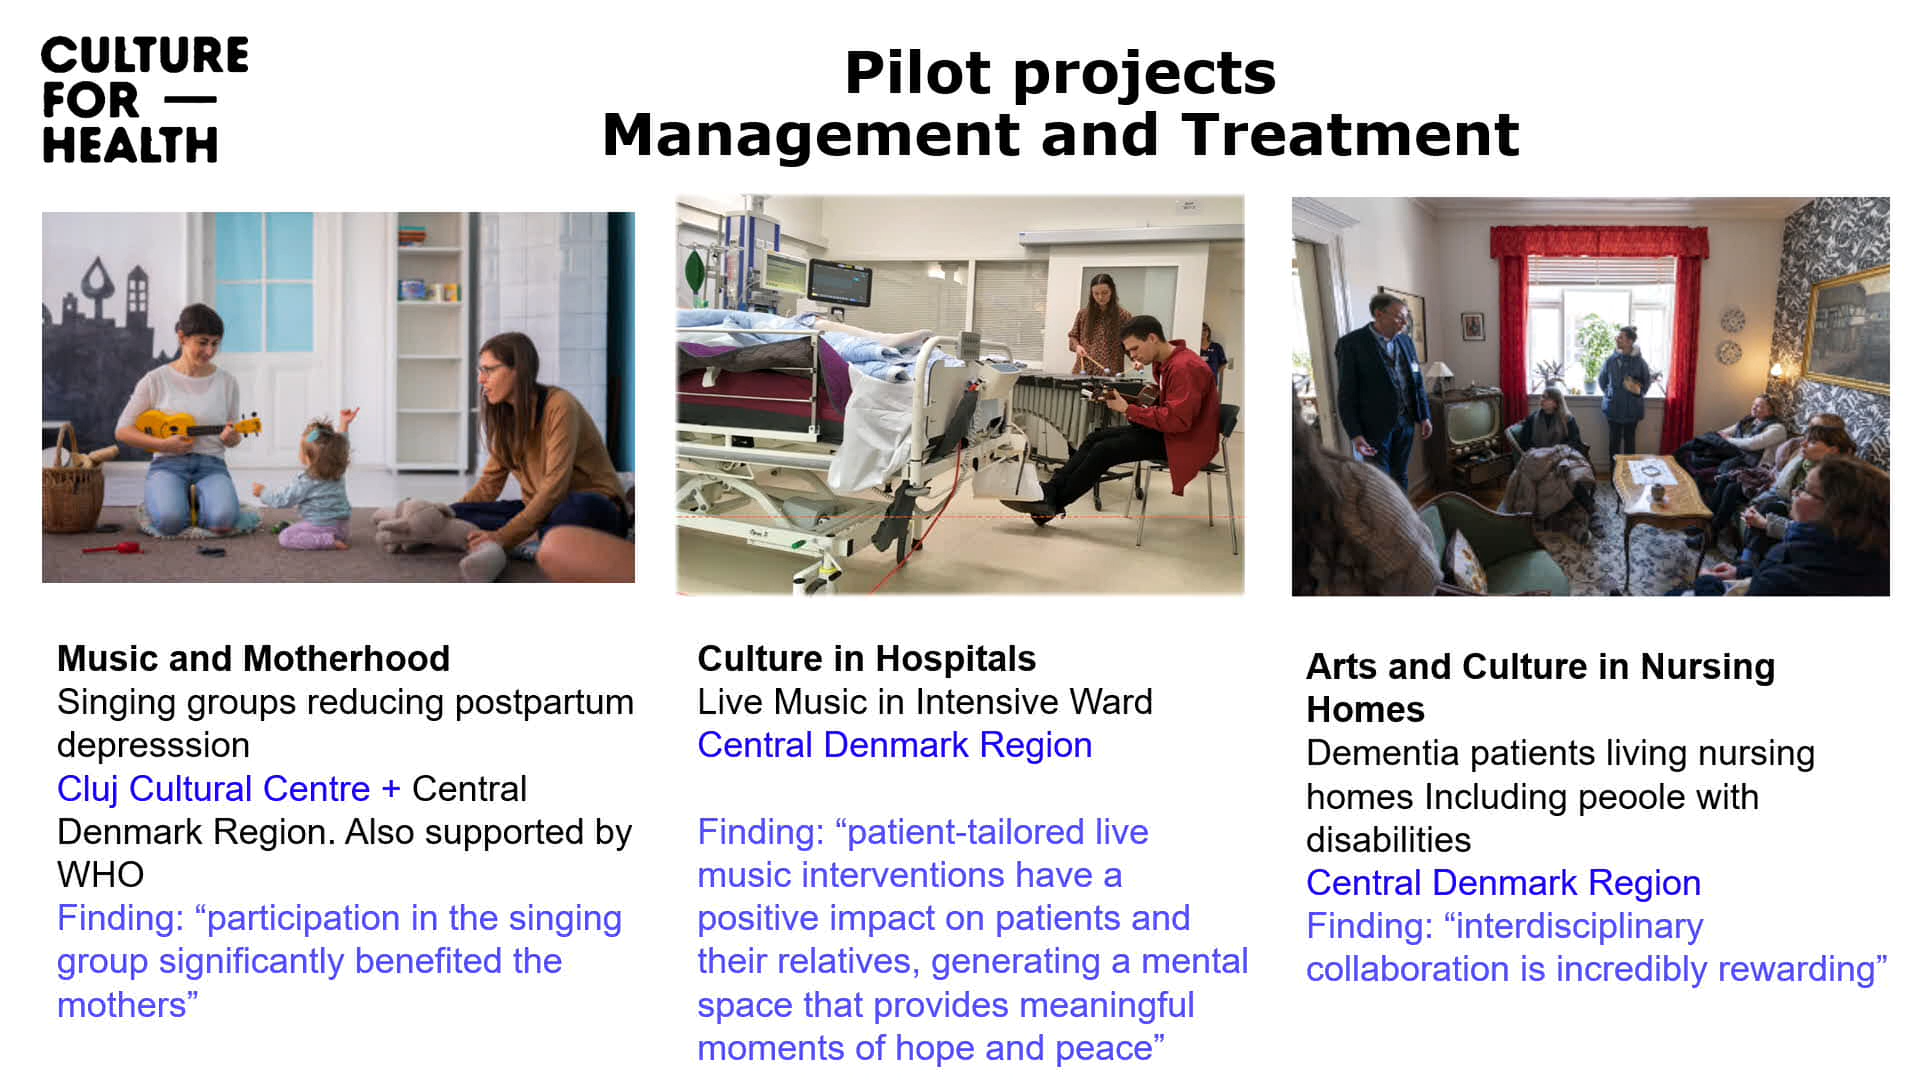 CULTURE
FOR —
HEALTH
Pilot projects
Management and Treatment
Music and Motherhood
Singing groups reducing postpartum
depresssion
Cluj Cultural Centre + Central
Denmark Region. Also supported by
WHO
Finding: “participation in the singing
group significantly benefited the
mothers”
Culture in Hospitals
Live Music in Intensive Ward
Central Denmark Region
Finding: “patient-tailored live
music interventions have a
positive impact on patients and
their relatives, generating a mental
space that provides meaningful
moments of hope and peace”
Arts and Culture in Nursing
Homes
Dementia patients living nursing
homes Including peoole with
disabilities
Central Denmark Region
Finding: “interdisciplinary
collaboration is incredibly rewarding”